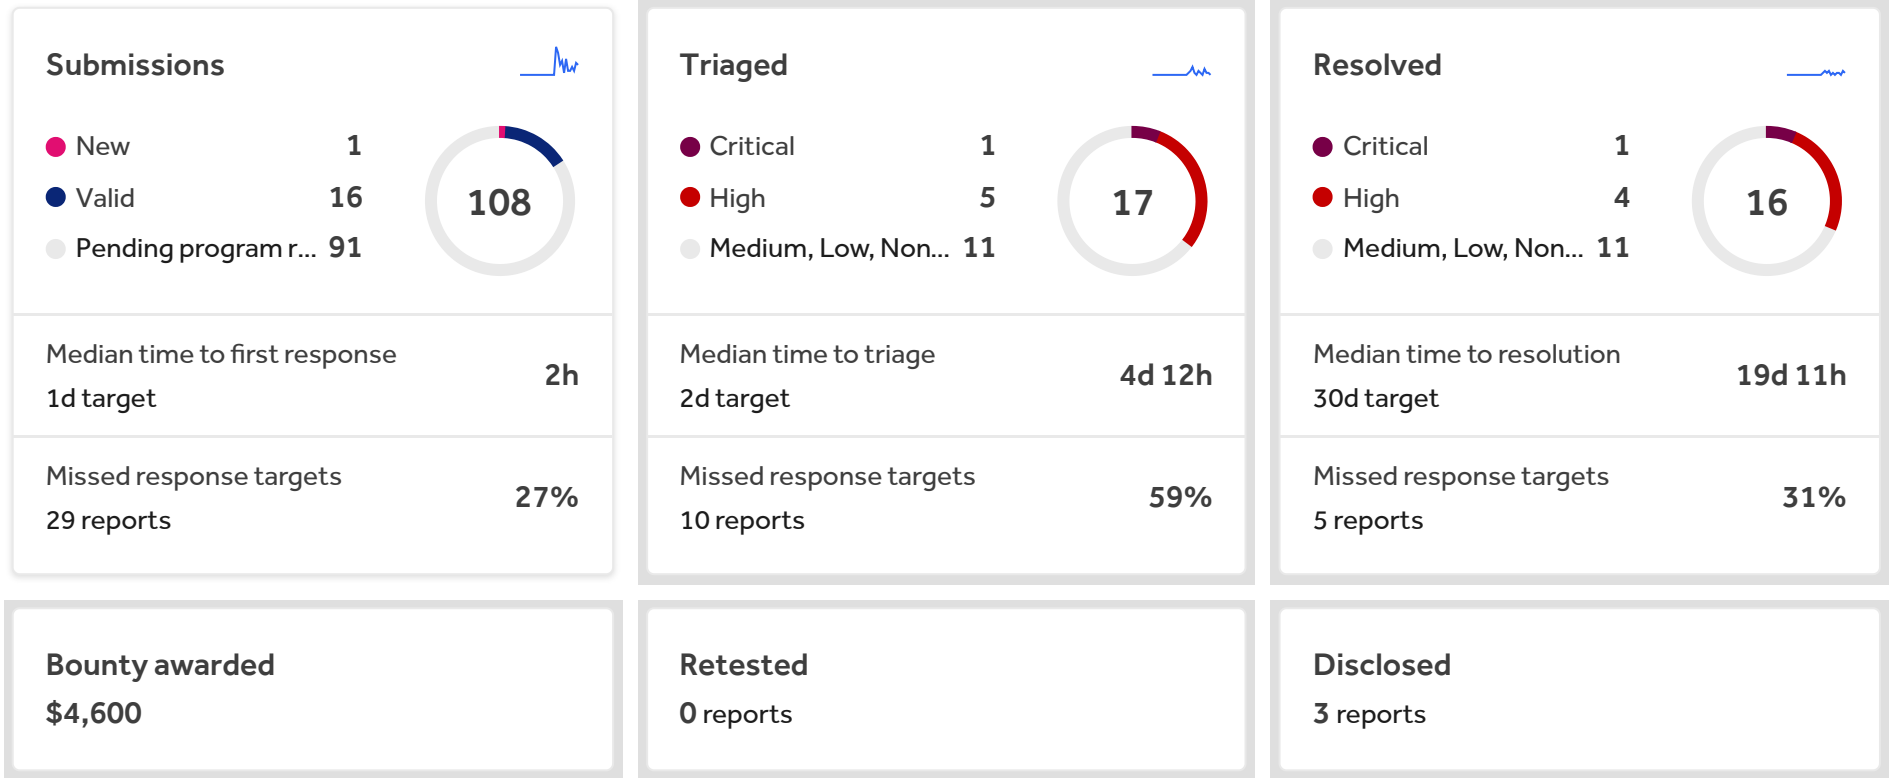 Submissions
New 1
Valid 16
Pending program r... 91
108
Median time to first response
1d target
2h
Missed response targets
29 reports
27%
Triaged
Critical 1
High 5
Medium, Low, Non... 11
17
Median time to triage
2d target
4d 12h
Missed response targets
10 reports
59%
Resolved
Critical 1
High 4
Medium, Low, Non... 11
16
Median time to resolution
30d target
19d 11h
Missed response targets
5 reports
31%
Bounty awarded
$4,600
Retested
0 reports
Disclosed
3 reports